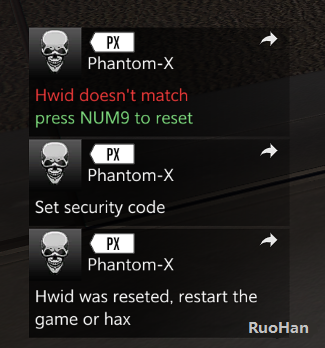 PX
Phantom-X
Hwid doesn't match
press NUM9 to reset
PX
Phantom-X
Set security code
PX
Phantom-X
Hwid was reseted, restart the
game or hax
RuoHan